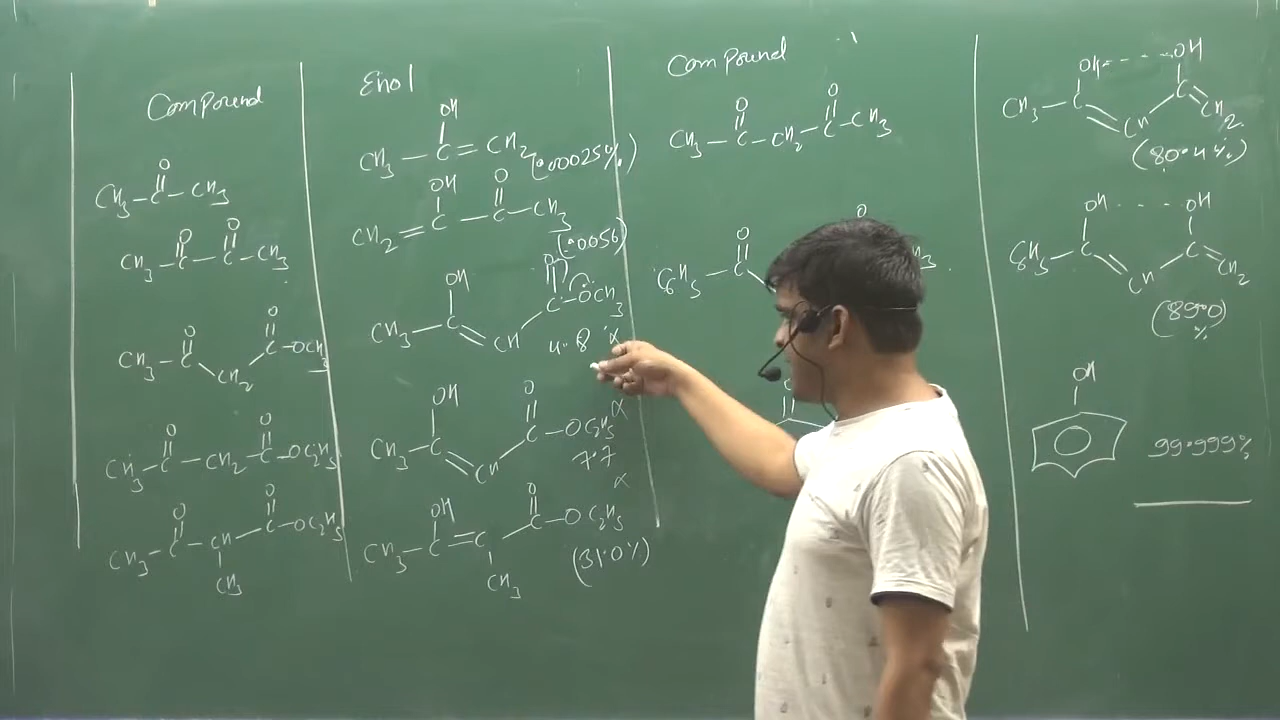 Compound Enol Compound
CH3-C(=O)-CH3
CH3-C(OH)=CH2 (0.00025%)
CH3-C(=O)-CH2-C(=O)-CH3
CH3-C(OH)=CH-C(OH)=CH2 (80.4%)
CH3-C(=O)-C(=O)-CH3
CH2=C(OH)-C(=O)-CH3 (0.0056)
C6H5-C(=O)
C6H5-C(OH)=CH-C(OH)=CH2 (89.0%)
CH3-C(=O)-CH2-C(=O)-OCH3
CH3-C(OH)=CH-C(=O)-OCH3 4.8 %
CH3-C(=O)-CH2-C(=O)-OC2H5
CH3-C(OH)=CH-C(=O)-OC2H5 7.7 %
OH 99.999%
CH3-C(=O)-CH(CH3)-C(=O)-OC2H5
CH3-C(OH)=C(CH3)-C(=O)-OC2H5 (31.0%)